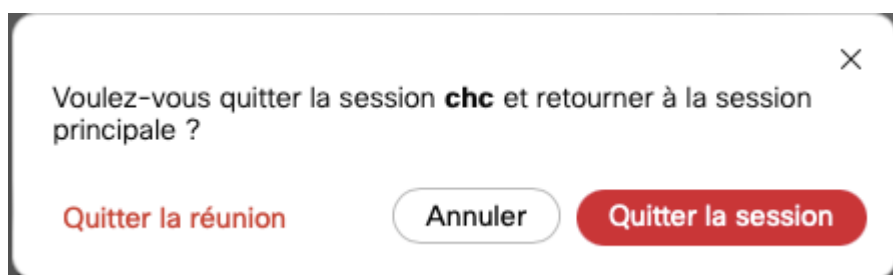 Voulez-vous quitter la session chc et retourner à la session
principale ?
Quitter la réunion
Annuler
Quitter la session